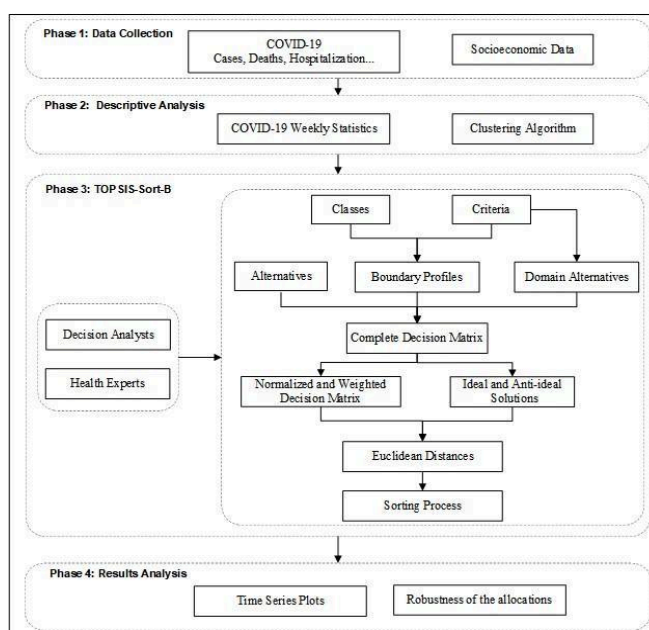 Phase 1: Data Collection
COVID-19
Cases, Deaths, Hospitalization...
Socioeconomic Data
Phase 2: Descriptive Analysis
COVID-19 Weekly Statistics
Clustering Algorithm
Phase 3: TOPSIS-Sort-B
Classes
Criteria
Alternatives
Boundary Profiles
Domain Alternatives
Decision Analysts
Health Experts
Complete Decision Matrix
Normalized and Weighted
Decision Matrix
Ideal and Anti-ideal
Solutions
Euclidean Distances
Sorting Process
Phase 4: Results Analysis
Time Series Plots
Robustness of the allocations